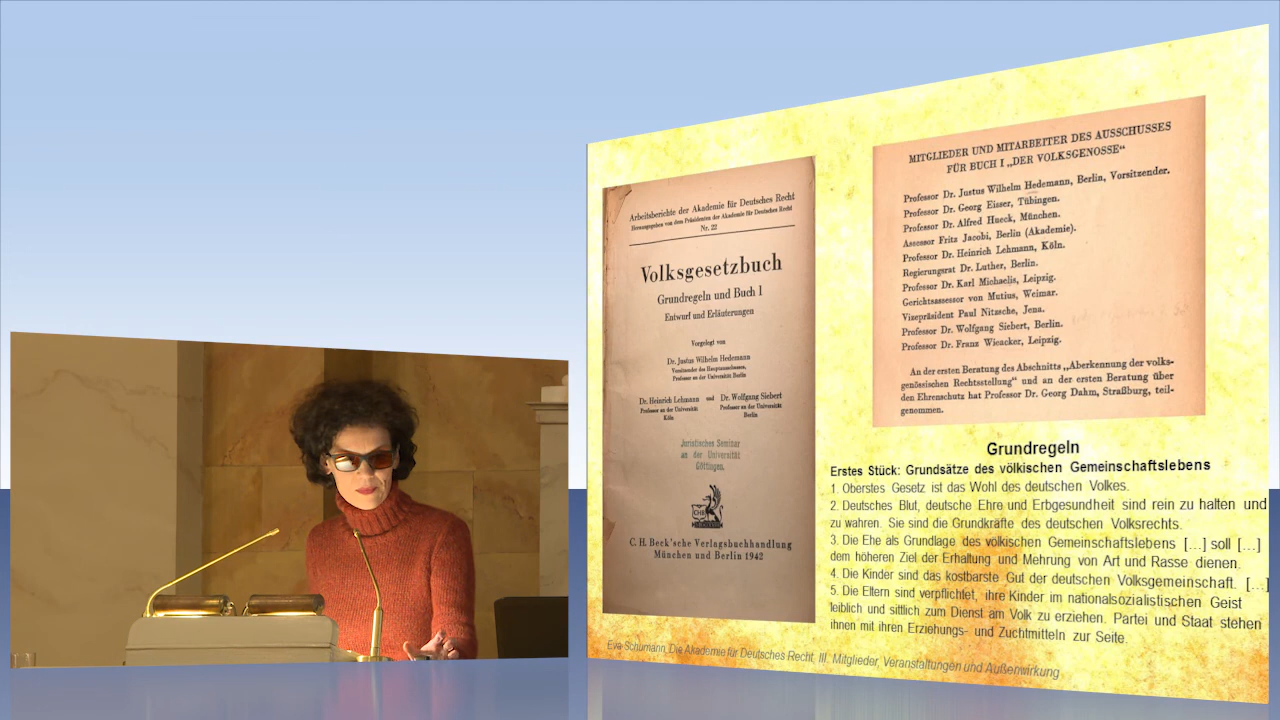 Arbeitsberichte der Akademie für Deutsches Recht
Herausgegeben von dem Präsidenten der Akademie für Deutsches Recht
Nr. 22
Volksgesetzbuch
Grundregeln und Buch I
Entwurf und Erläuterungen
Vorgelegt von
Dr. Justus Wilhelm Hedemann
Vorsitzender des Hauptausschusses,
Professor an der Universität Berlin
Dr. Heinrich Lehmann und Dr. Wolfgang Siebert
Professor an der Universität Professor an der Universität
Köln Berlin
Juristisches Seminar
an der Universität
Göttingen.
CHB
C. H. Beck'sche Verlagsbuchhandlung
München und Berlin 1942
MITGLIEDER UND MITARBEITER DES AUSSCHUSSES
FÜR BUCH I „DER VOLKSGENOSSE“
Professor Dr. Justus Wilhelm Hedemann, Berlin, Vorsitzender.
Professor Dr. Georg Eisser, Tübingen.
Professor Dr. Alfred Hueck, München.
Assessor Fritz Jacobi, Berlin (Akademie).
Professor Dr. Heinrich Lehmann, Köln.
Regierungsrat Dr. Luther, Berlin.
Professor Dr. Karl Michaelis, Leipzig.
Gerichtsassessor von Mutius, Weimar.
Vizepräsident Paul Nitzsche, Jena.
Professor Dr. Wolfgang Siebert, Berlin.
Professor Dr. Franz Wieacker, Leipzig.
An der ersten Beratung des Abschnitts „Aberkennung der volks-
genössischen Rechtsstellung“ und an der ersten Beratung über
den Ehrenschutz hat Professor Dr. Georg Dahm, Straßburg, teil-
genommen.
Grundregeln
Erstes Stück: Grundsätze des völkischen Gemeinschaftslebens
1. Oberstes Gesetz ist das Wohl des deutschen Volkes.
2. Deutsches Blut, deutsche Ehre und Erbgesundheit sind rein zu halten und
zu wahren. Sie sind die Grundkräfte des deutschen Volksrechts.
3. Die Ehe als Grundlage des völkischen Gemeinschaftslebens [...] soll [...]
dem höheren Ziel der Erhaltung und Mehrung von Art und Rasse dienen.
4. Die Kinder sind das kostbarste Gut der deutschen Volksgemeinschaft. [...]
5. Die Eltern sind verpflichtet, ihre Kinder im nationalsozialistischen Geist
leiblich und sittlich zum Dienst am Volk zu erziehen. Partei und Staat stehen
ihnen mit ihren Erziehungs- und Zuchtmitteln zur Seite.
Eva Schumann, Die Akademie für Deutsches Recht, III. Mitglieder, Veranstaltungen und Außenwirkung